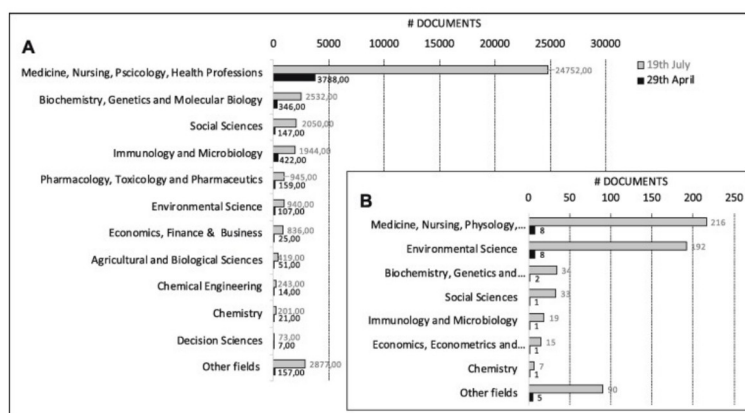 # DOCUMENTS
A
0 5000 10000 15000 20000 25000 30000
19th July
29th April
Medicine, Nursing, Pscicology, Health Professions 24752,00
3788,00
Biochemistry, Genetics and Molecular Biology 2532,00
346,00
Social Sciences 2050,00
147,00
Immunology and Microbiology 1944,00
422,00
Pharmacology, Toxicology and Pharmaceutics 945,00
159,00
Environmental Science 940,00
107,00
Economics, Finance & Business 836,00
25,00
Agricultural and Biological Sciences 419,00
51,00
Chemical Engineering 243,00
14,00
Chemistry 201,00
21,00
Decision Sciences 73,00
7,00
Other fields 2877,00
157,00
B
# DOCUMENTS
0 50 100 150 200 250
Medicine, Nursing, Physology,... 216
8
Environmental Science 192
8
Biochemistry, Genetics and... 34
2
Social Sciences 33
1
Immunology and Microbiology 19
1
Economics, Econometrics and... 15
1
Chemistry 7
1
Other fields 90
5